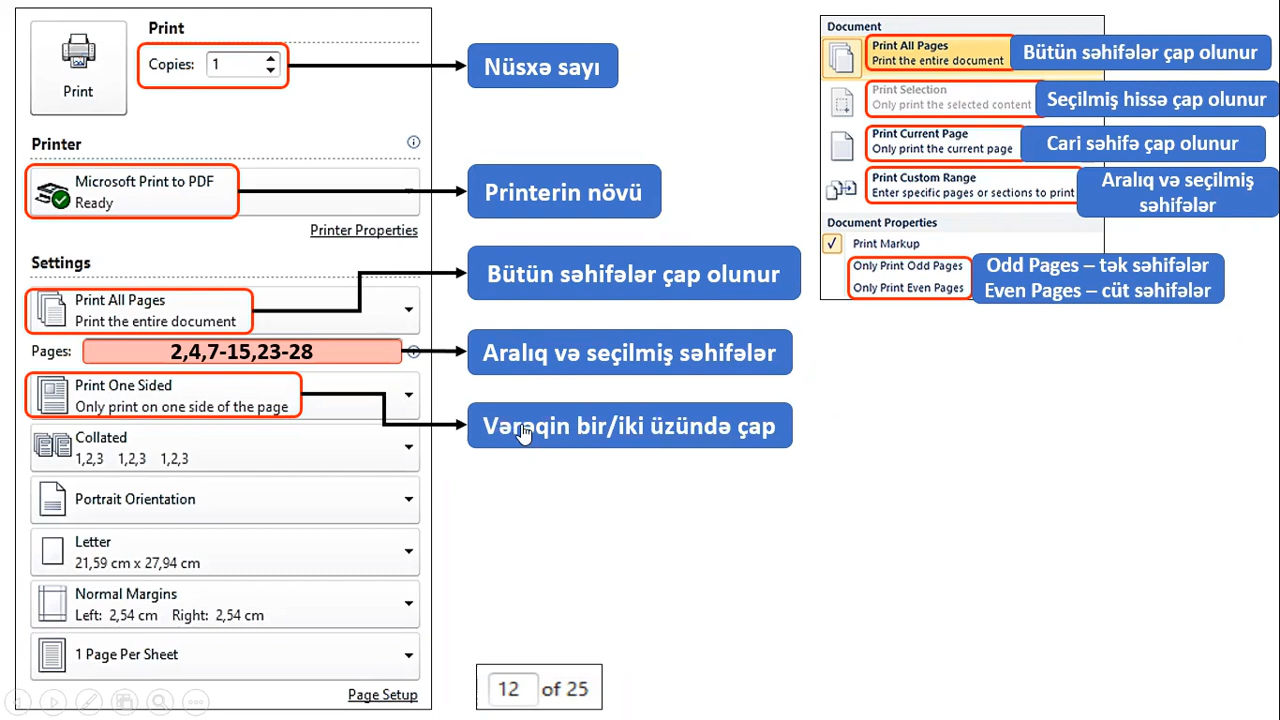 Print
Copies: 1
Print
Nüsxə sayı
Printer
Microsoft Print to PDF
Ready
Printerin növü
Printer Properties
Settings
Print All Pages
Print the entire document
Bütün səhifələr çap olunur
Pages: 2,4,7-15,23-28
Aralıq və seçilmiş səhifələr
Print One Sided
Only print on one side of the page
Vərəqin bir/iki üzündə çap
Collated
1,2,3 1,2,3 1,2,3
Portrait Orientation
Letter
21,59 cm x 27,94 cm
Normal Margins
Left: 2,54 cm Right: 2,54 cm
1 Page Per Sheet
Page Setup
12 of 25
Document
Print All Pages
Print the entire document
Bütün səhifələr çap olunur
Print Selection
Only print the selected content
Seçilmiş hissə çap olunur
Print Current Page
Only print the current page
Cari səhifə çap olunur
Print Custom Range
Enter specific pages or sections to print
Aralıq və seçilmiş
səhifələr
Document Properties
Print Markup
Only Print Odd Pages
Only Print Even Pages
Odd Pages – tək səhifələr
Even Pages – cüt səhifələr